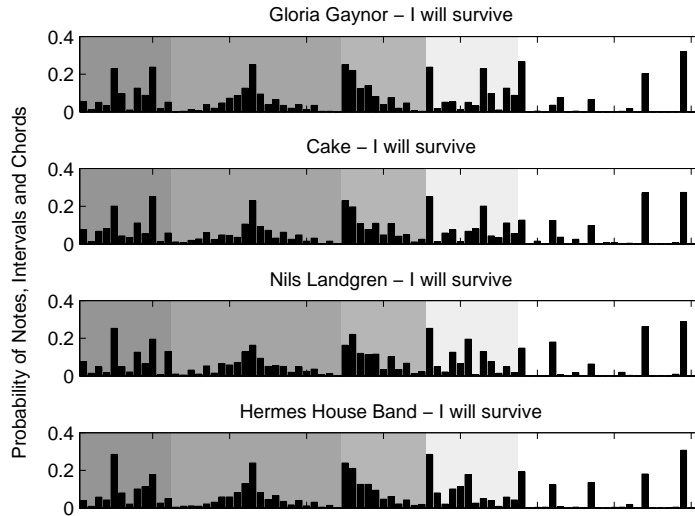 Gloria Gaynor − I will survive
0.4
0.2
0
Cake − I will survive
0.4
0.2
0
Nils Landgren − I will survive
0.4
0.2
0
Hermes House Band − I will survive
0.4
0.2
0
Probability of Notes, Intervals and Chords